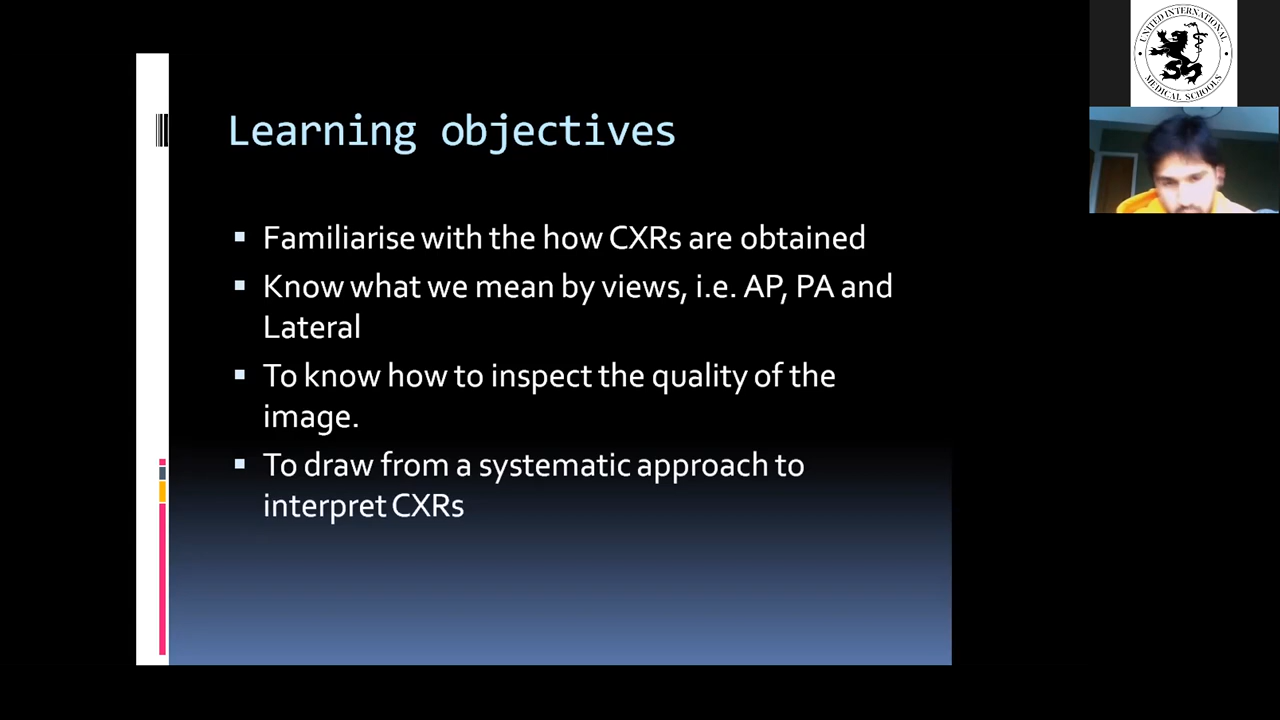 Learning objectives
Familiarise with the how CXRs are obtained
Know what we mean by views, i.e. AP, PA and
Lateral
To know how to inspect the quality of the
image.
To draw from a systematic approach to
interpret CXRs
UNITED INTERNATIONAL
MEDICAL SCHOOLS